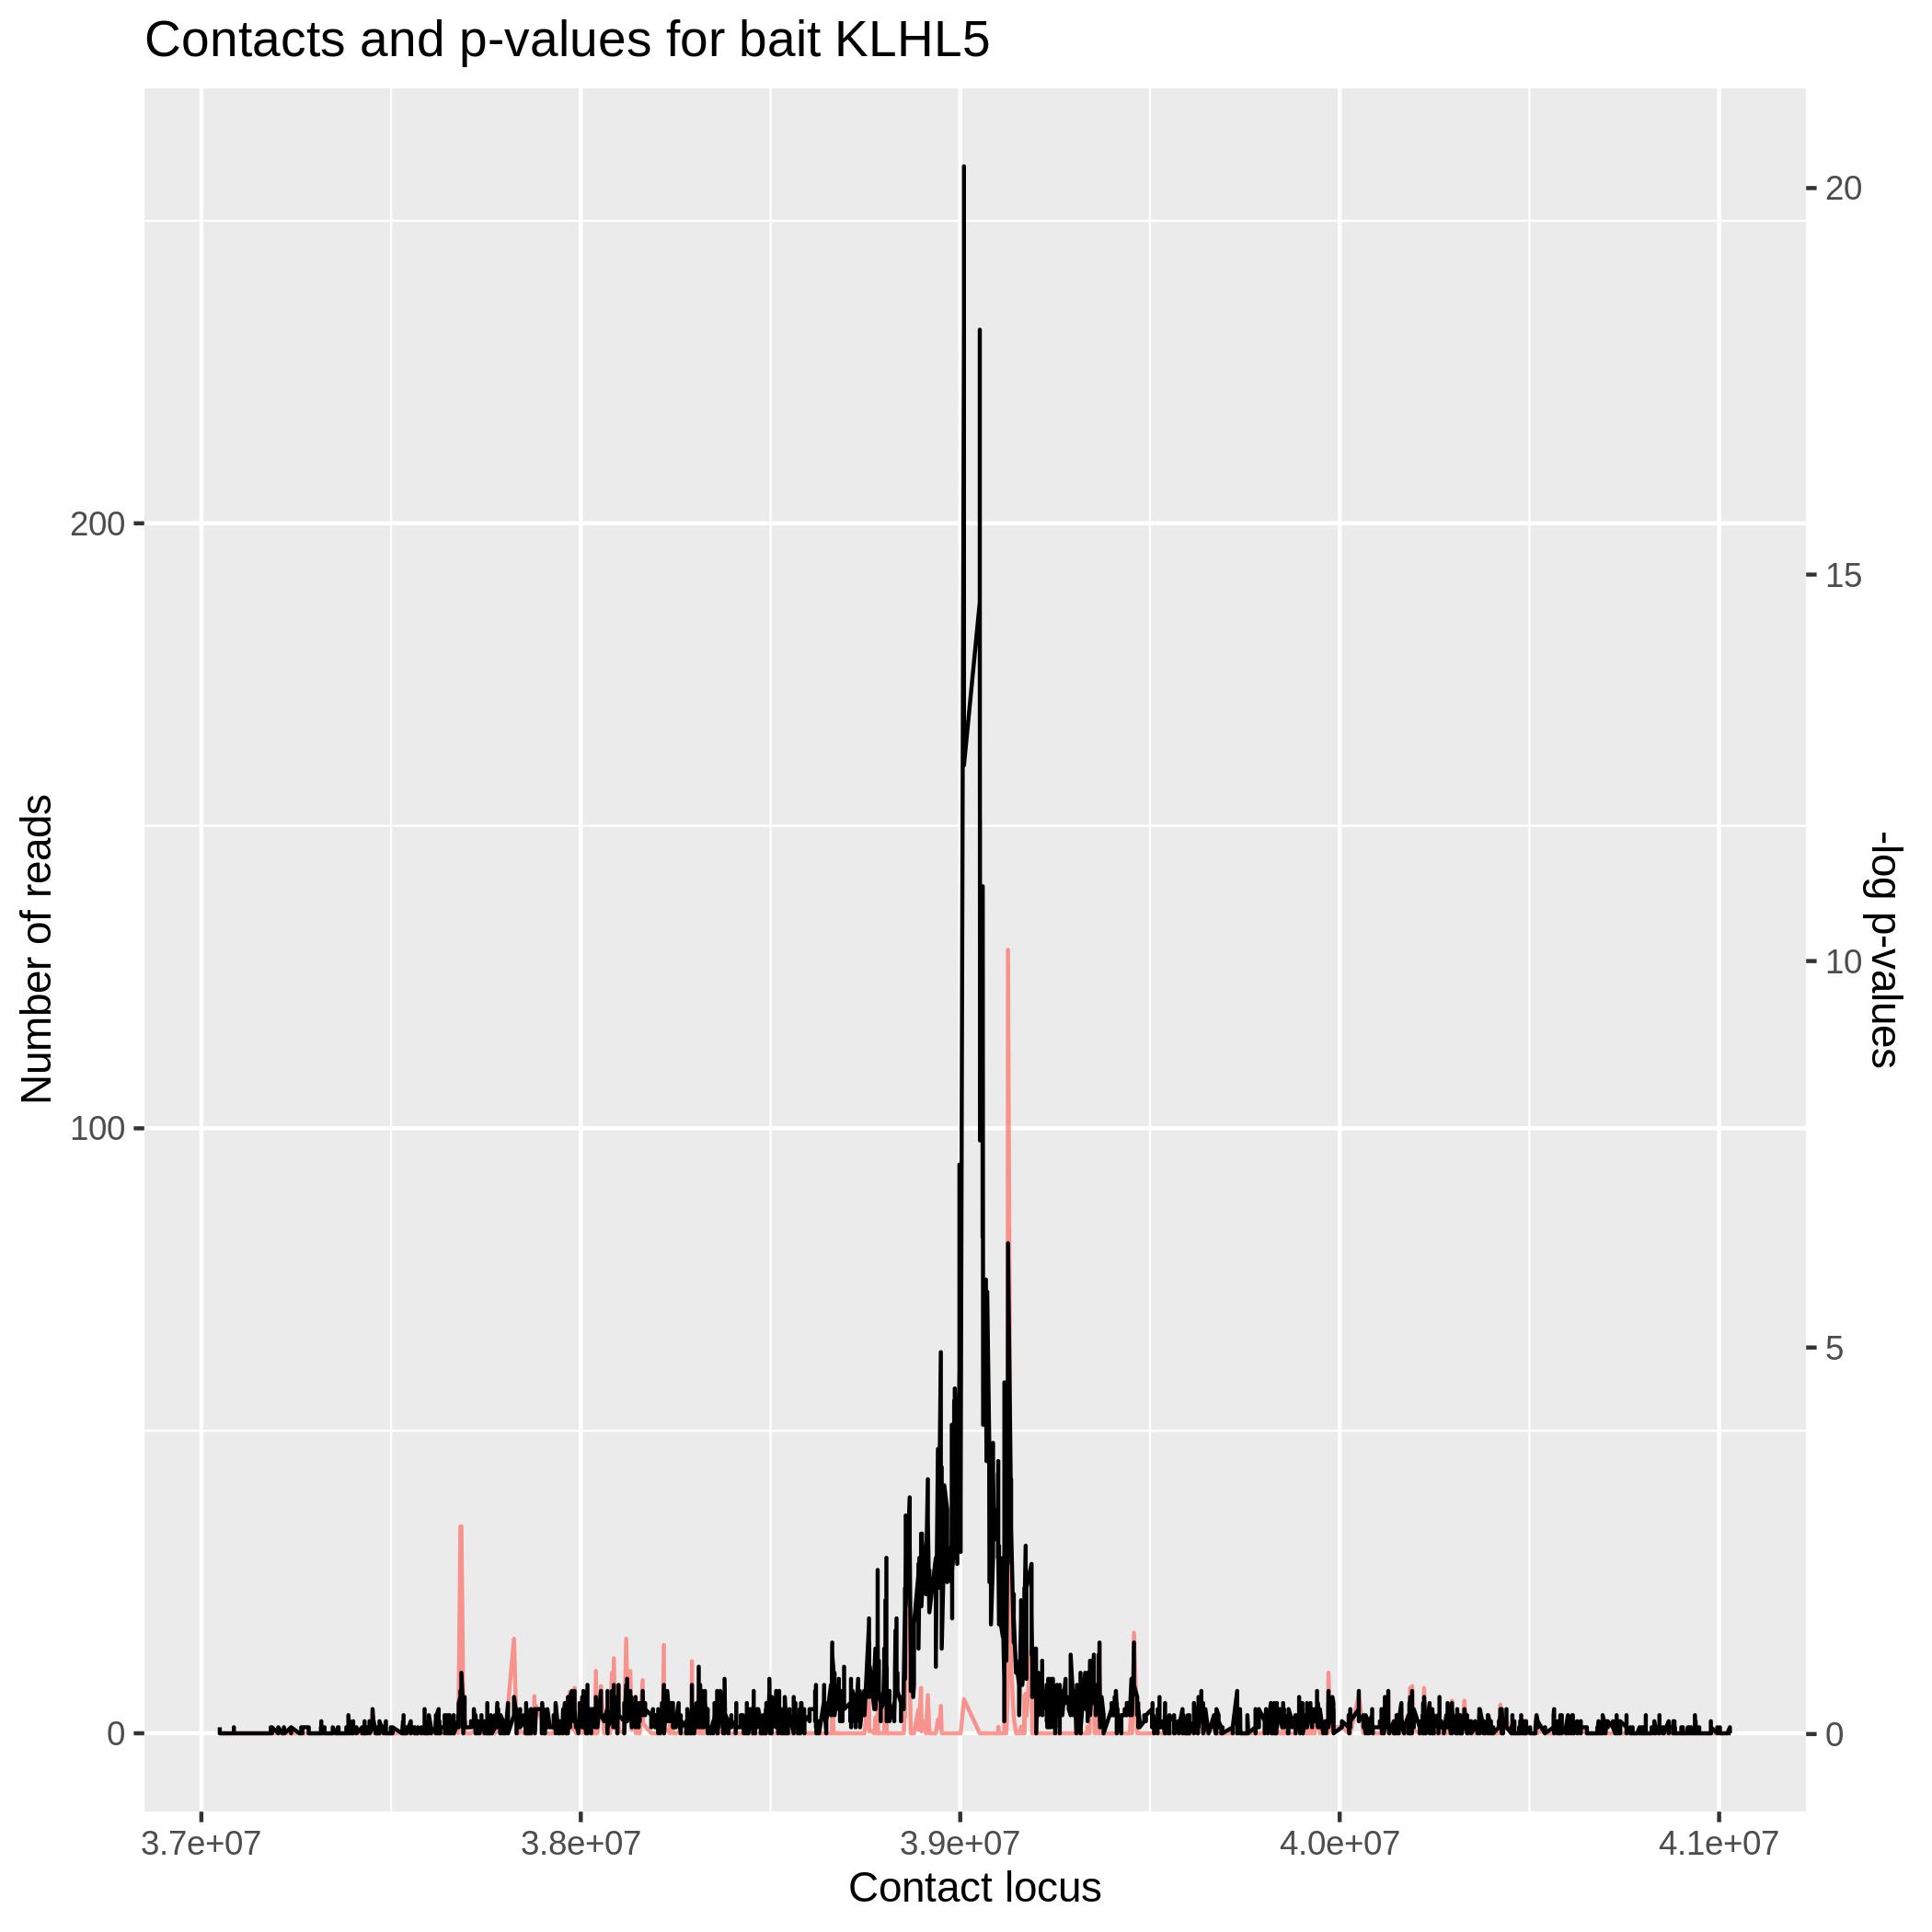 Contacts and p-values for bait KLHL5
Number of reads
200
100
0
20
15
10
5
0
-log p-values
3.7e+07
3.8e+07
3.9e+07
4.0e+07
4.1e+07
Contact locus